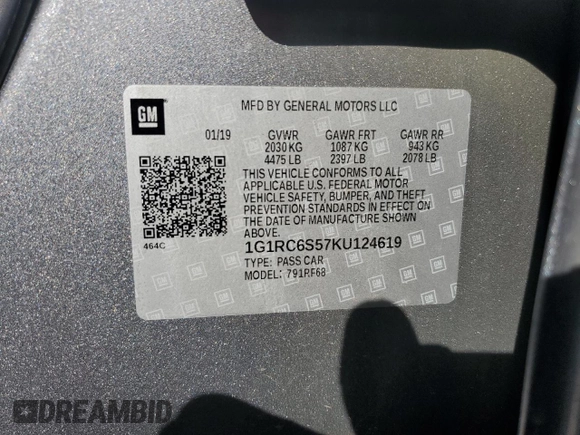 GM
MFD BY GENERAL MOTORS LLC
01/19 GVWR GAWR FRT GAWR RR
2030 KG 1087 KG 943 KG
4475 LB 2397 LB 2078 LB
THIS VEHICLE CONFORMS TO ALL
APPLICABLE U.S. FEDERAL MOTOR
VEHICLE SAFETY, BUMPER, AND THEFT
PREVENTION STANDARDS IN EFFECT ON
THE DATE OF MANUFACTURE SHOWN
ABOVE.
464C
1G1RC6S57KU124619
TYPE: PASS CAR
MODEL: 791RF68
DREAMBID